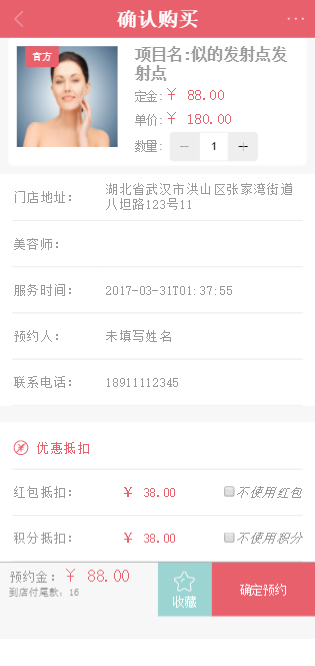 确认购买
官方
项目名:似的发射点发
射点
定金:￥ 88.00
单价:￥ 180.00
数量: － 1 ＋
门店地址: 湖北省武汉市洪山区张家湾街道
八坦路123号11
美容师:
服务时间: 2017-03-31T01:37:55
预约人: 未填写姓名
联系电话: 18911112345
优惠抵扣
红包抵扣: ￥ 38.00 不使用红包
积分抵扣: ￥ 38.00 不使用积分
预约金:￥ 88.00
到店付尾款: 16
收藏
确定预约